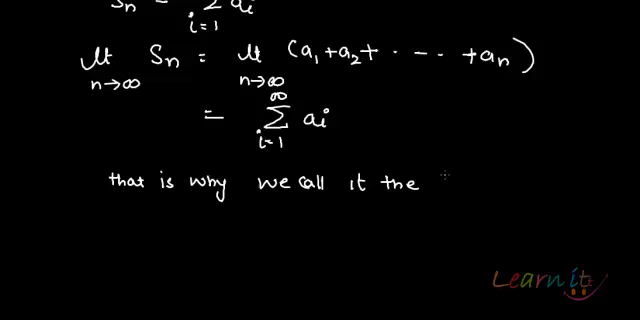 Sn = Σ ai
i=1
lt Sn = lt (a1 + a2 + . - - . + an)
n→∞ n→∞
= ∞ Σ i=1 ai
that is why we call it the
Learnit